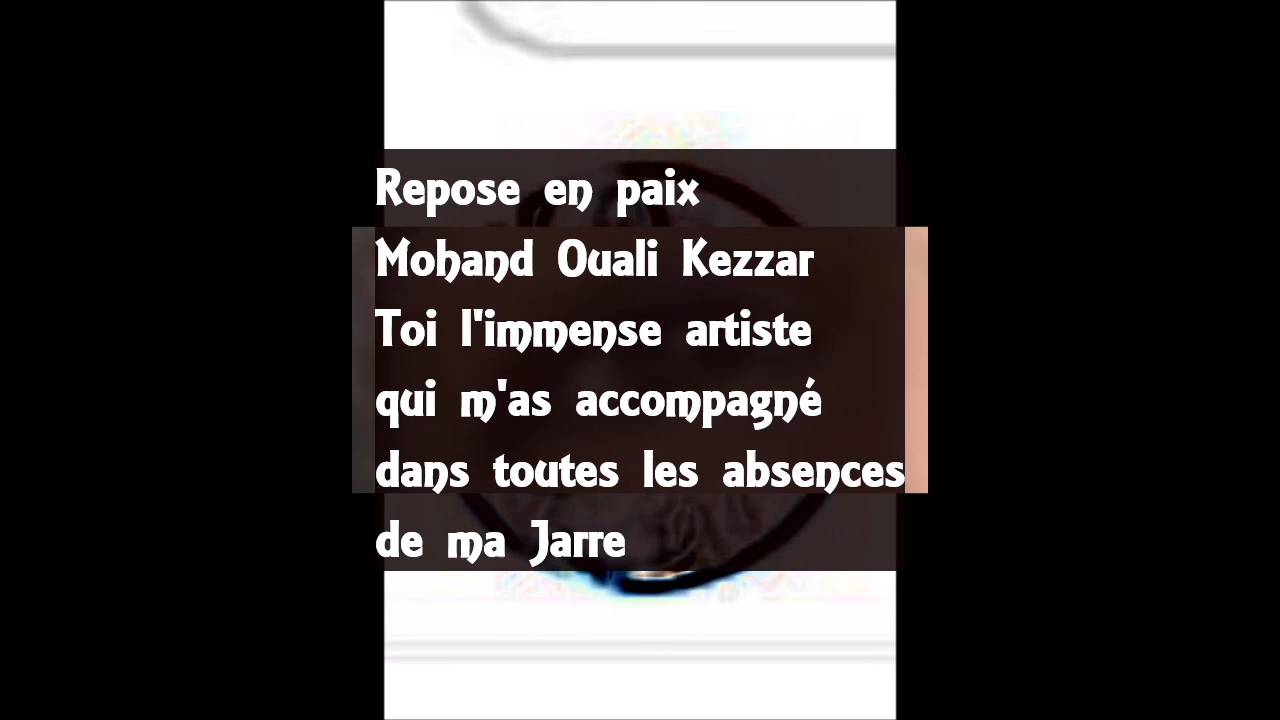 Repose en paix
Mohand Ouali Kezzar
Toi l'immense artiste
qui m'as accompagné
dans toutes les absences
de ma Jarre